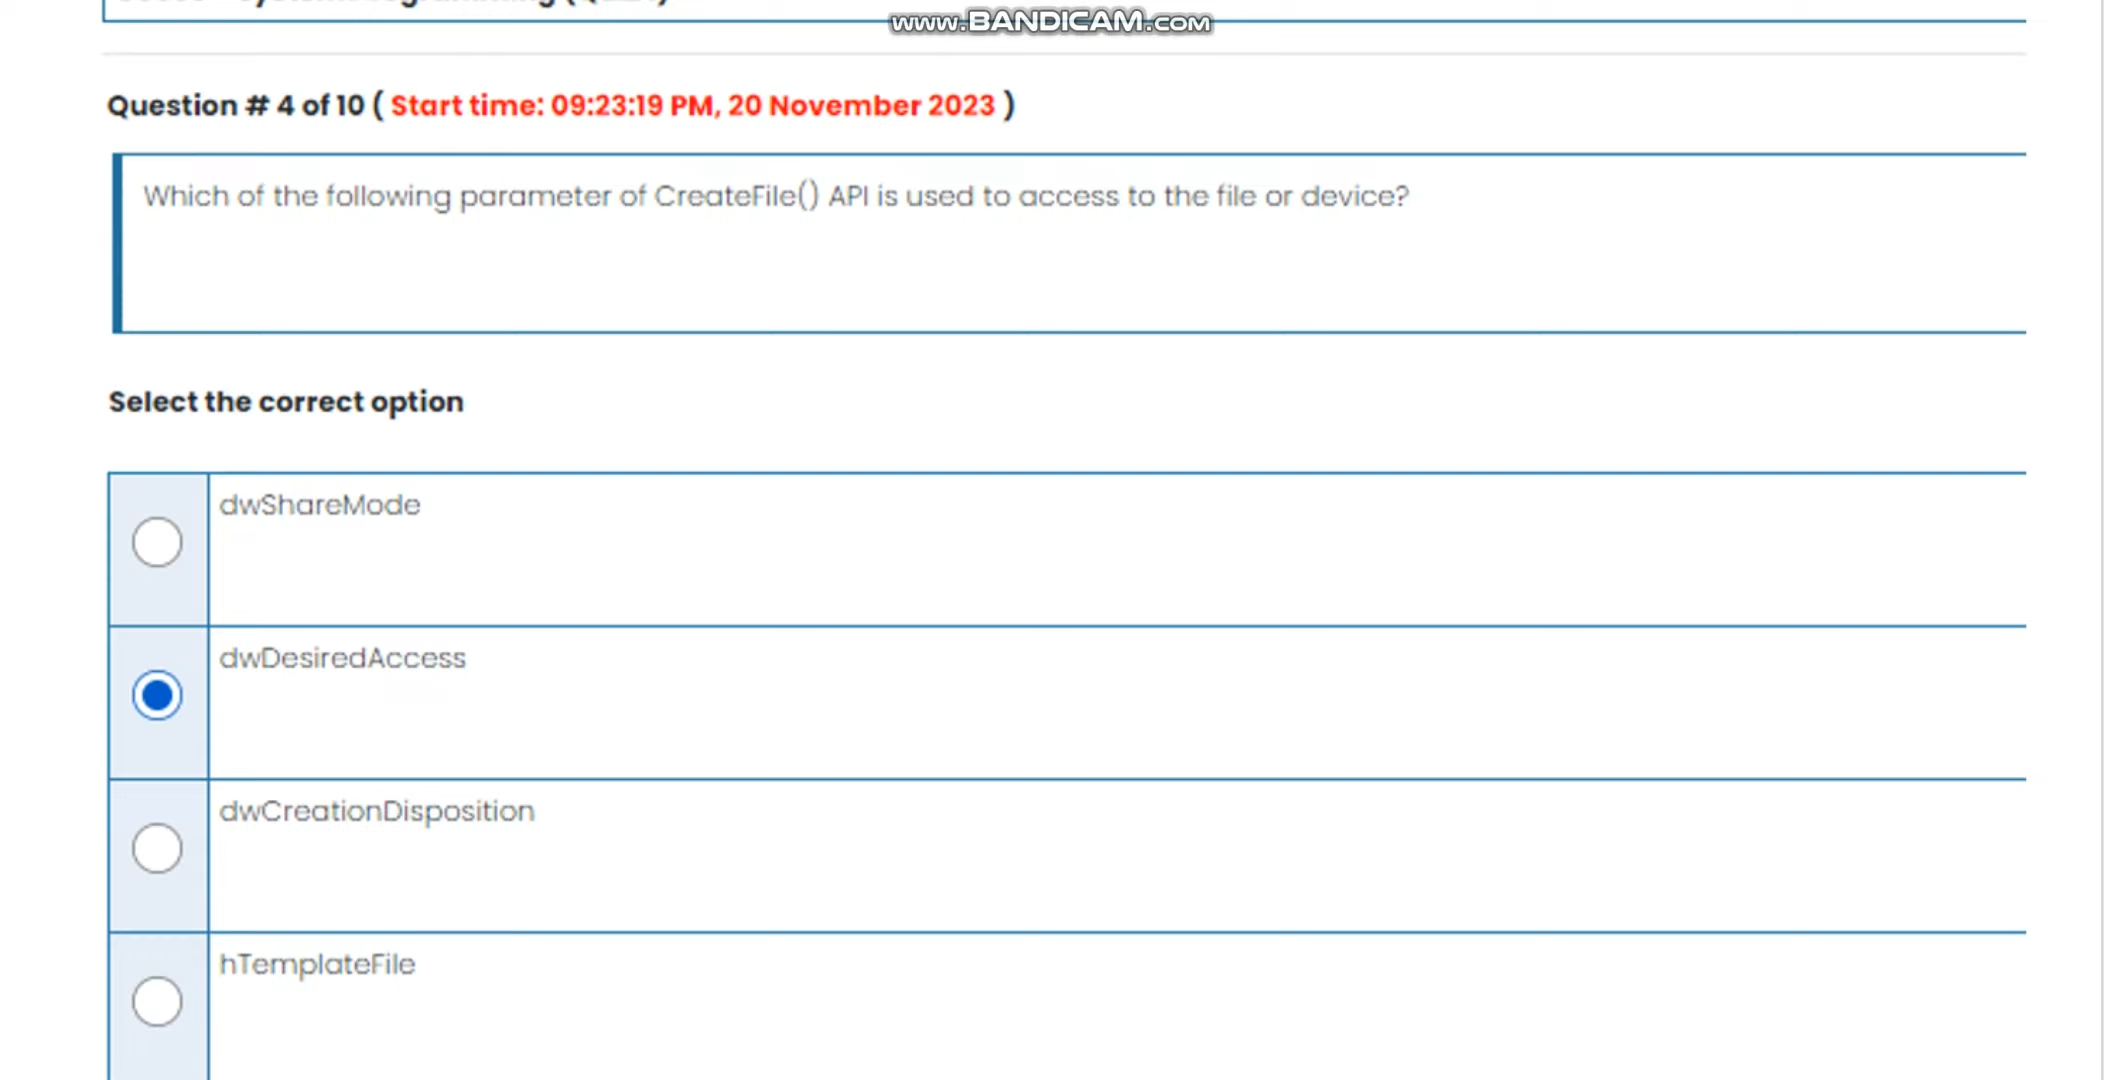 www.BANDICAM.com
Question # 4 of 10 ( Start time: 09:23:19 PM, 20 November 2023 )
Which of the following parameter of CreateFile() API is used to access to the file or device?
Select the correct option
dwShareMode
dwDesiredAccess
dwCreationDisposition
hTemplateFile